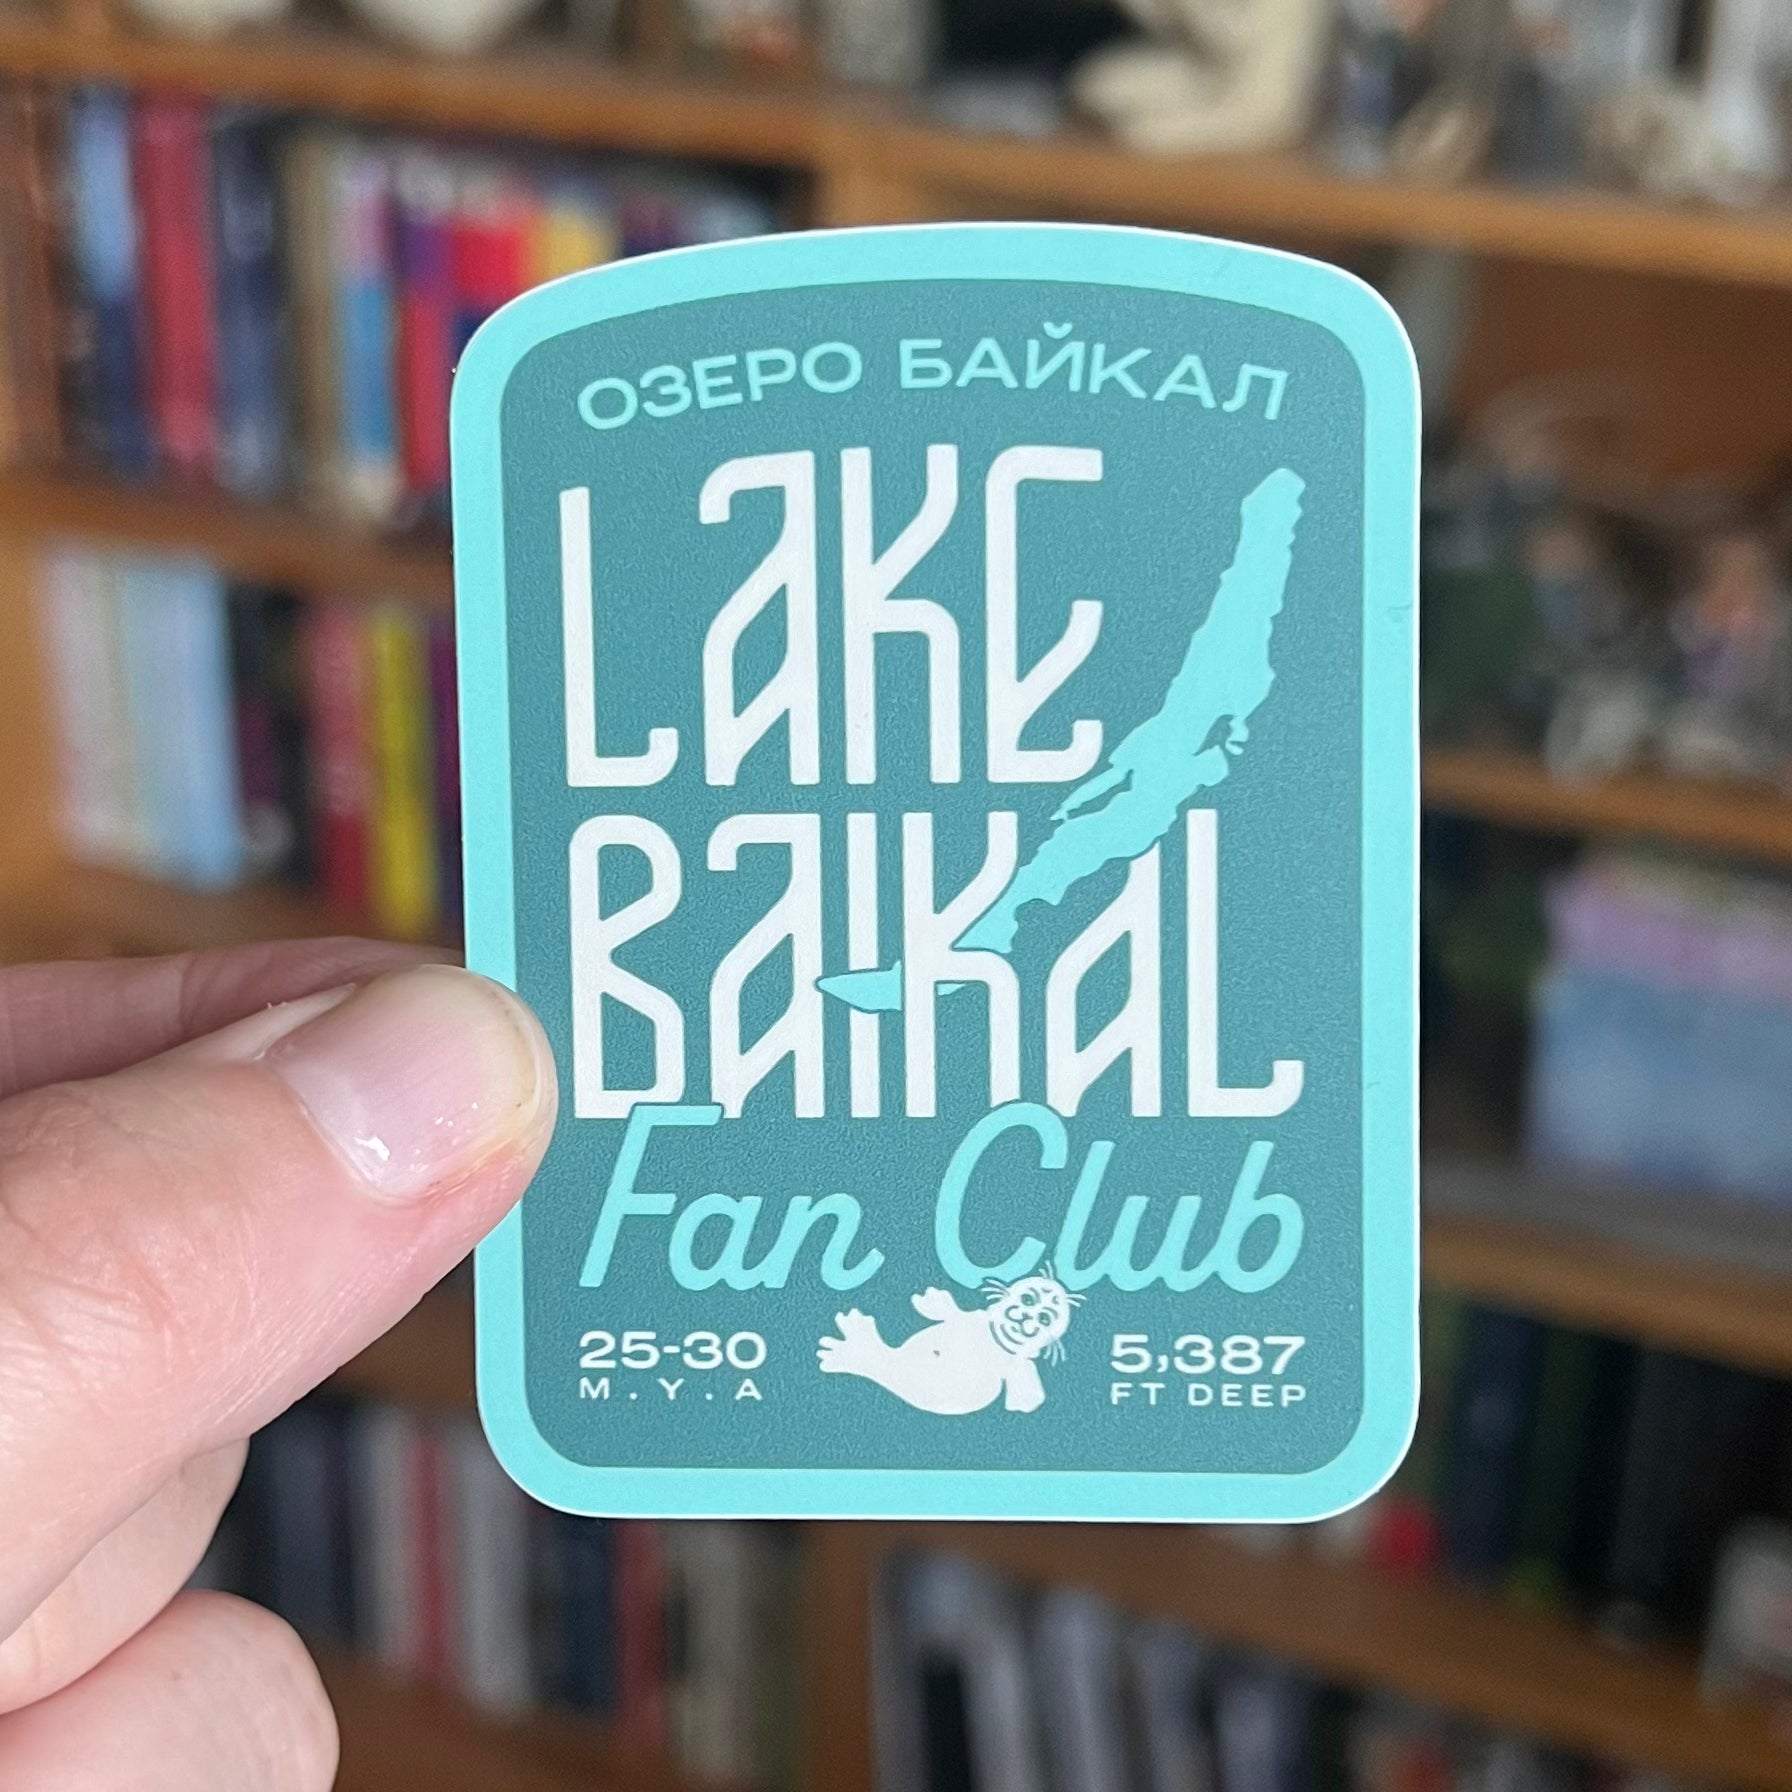 ОЗЕРО БАЙКАЛ
LAKE
BAIKAL
Fan Club
25-30
M.Y.A
5,387
FT DEEP